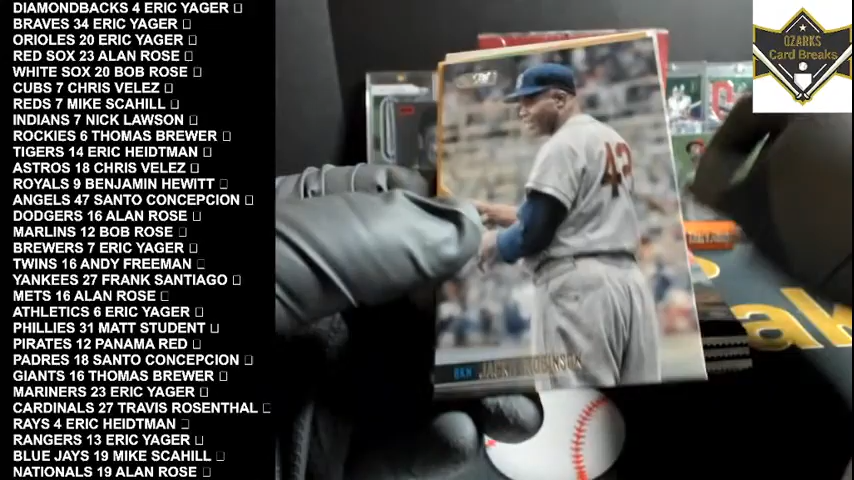 DIAMONDBACKS 4 ERIC YAGER
BRAVES 34 ERIC YAGER
ORIOLES 20 ERIC YAGER
RED SOX 23 ALAN ROSE
WHITE SOX 20 BOB ROSE
CUBS 7 CHRIS VELEZ
REDS 7 MIKE SCAHILL
INDIANS 7 NICK LAWSON
ROCKIES 6 THOMAS BREWER
TIGERS 14 ERIC HEIDTMAN
ASTROS 18 CHRIS VELEZ
ROYALS 9 BENJAMIN HEWITT
ANGELS 47 SANTO CONCEPCION
DODGERS 16 ALAN ROSE
MARLINS 12 BOB ROSE
BREWERS 7 ERIC YAGER
TWINS 16 ANDY FREEMAN
YANKEES 27 FRANK SANTIAGO
METS 16 ALAN ROSE
ATHLETICS 6 ERIC YAGER
PHILLIES 31 MATT STUDENT
PIRATES 12 PANAMA RED
PADRES 18 SANTO CONCEPCION
GIANTS 16 THOMAS BREWER
MARINERS 23 ERIC YAGER
CARDINALS 27 TRAVIS ROSENTHAL
RAYS 4 ERIC HEIDTMAN
RANGERS 13 ERIC YAGER
BLUE JAYS 19 MIKE SCAHILL
NATIONALS 19 ALAN ROSE
OZARKS
Card Breaks
42
BKN JACKIE ROBINSON